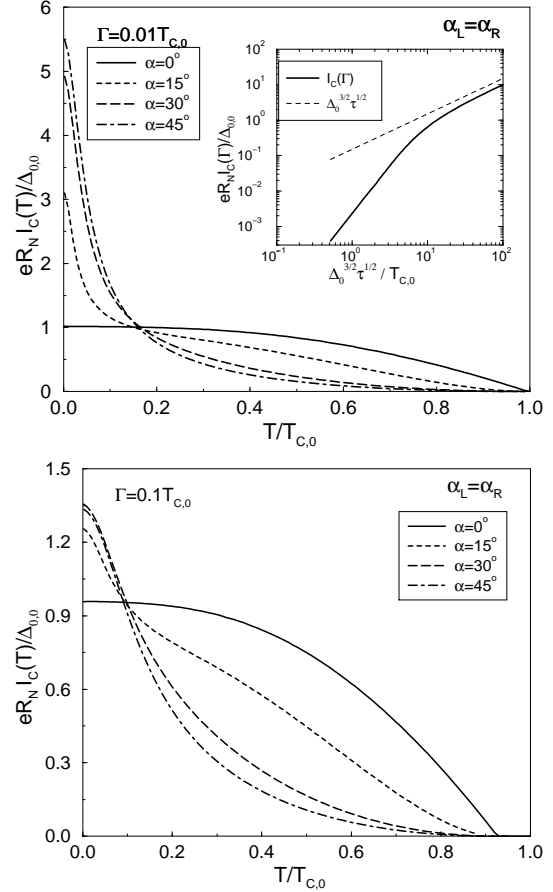 Γ=0.01T_{C,0}
α_L=α_R
α=0°
α=15°
α=30°
α=45°
I_C(Γ)
Δ_0^{3/2}τ^{1/2}
eR_N I_C(Γ)/Δ_{0,0}
10^2
10^1
10^0
10^{-1}
10^{-2}
10^{-3}
10^{-1} 10^0 10^1 10^2
Δ_0^{3/2}τ^{1/2}/T_{C,0}
eR_N I_C(T)/Δ_{0,0}
6
5
4
3
2
1
0
0.0 0.2 0.4 0.6 0.8 1.0
T/T_{C,0}
Γ=0.1T_{C,0}
α_L=α_R
α=0°
α=15°
α=30°
α=45°
eR_N I_C(T)/Δ_{0,0}
1.5
1.2
0.9
0.6
0.3
0.0
0.0 0.2 0.4 0.6 0.8 1.0
T/T_{C,0}